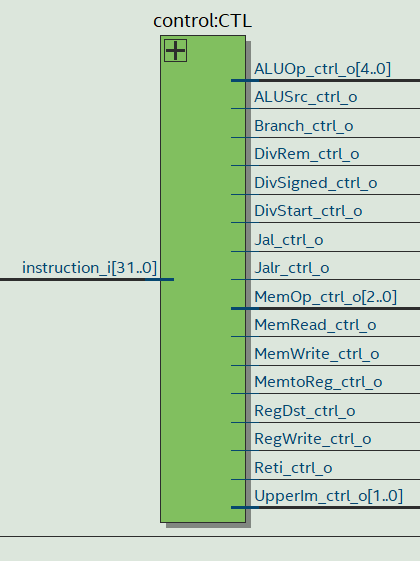 control:CTL
ALUOp_ctrl_o[4..0]
ALUSrc_ctrl_o
Branch_ctrl_o
DivRem_ctrl_o
DivSigned_ctrl_o
DivStart_ctrl_o
Jal_ctrl_o
instruction_i[31..0]
Jalr_ctrl_o
MemOp_ctrl_o[2..0]
MemRead_ctrl_o
MemWrite_ctrl_o
MemtoReg_ctrl_o
RegDst_ctrl_o
RegWrite_ctrl_o
Reti_ctrl_o
UpperIm_ctrl_o[1..0]